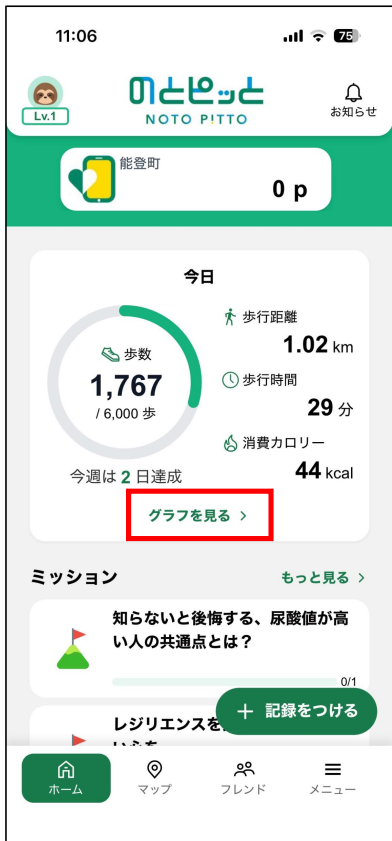 11:06
75
Lv.1
のとピっと
NOTO P!TTO
お知らせ
能登町
0 p
今日
歩数
1,767
/ 6,000 歩
今週は 2 日達成
歩行距離
1.02 km
歩行時間
29 分
消費カロリー
44 kcal
グラフを見る
ミッション
もっと見る
知らないと後悔する、尿酸値が高
い人の共通点とは？
0/1
レジリエンスを
＋ 記録をつける
ホーム
マップ
フレンド
メニュー